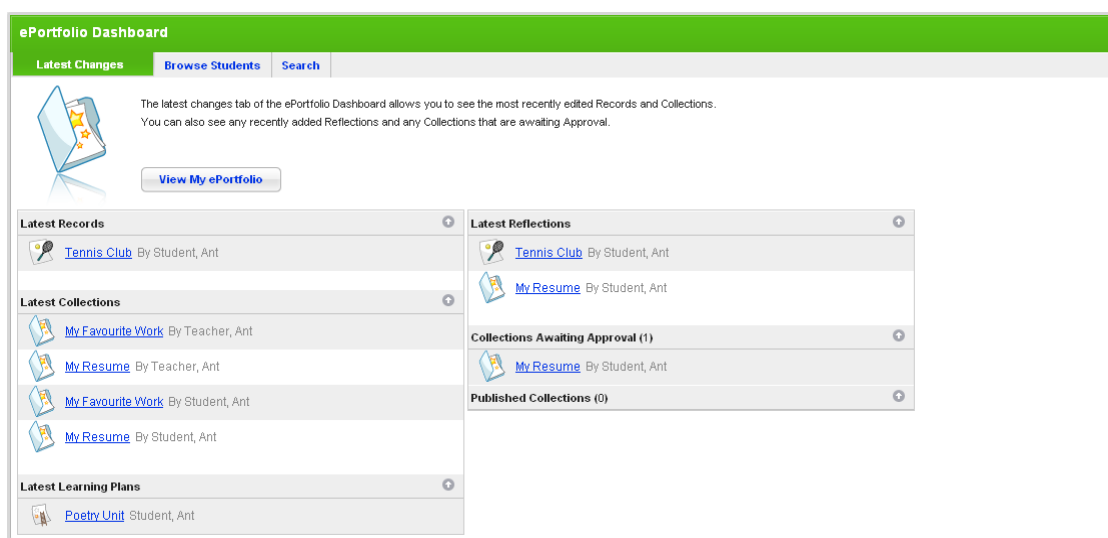 ePortfolio Dashboard
Latest Changes Browse Students Search
The latest changes tab of the ePortfolio Dashboard allows you to see the most recently edited Records and Collections.
You can also see any recently added Reflections and any Collections that are awaiting Approval.
View My ePortfolio
Latest Records
Tennis Club By Student, Ant
Latest Collections
My Favourite Work By Teacher, Ant
My Resume By Teacher, Ant
My Favourite Work By Student, Ant
My Resume By Student, Ant
Latest Learning Plans
Poetry Unit Student, Ant
Latest Reflections
Tennis Club By Student, Ant
My Resume By Student, Ant
Collections Awaiting Approval (1)
My Resume By Student, Ant
Published Collections (0)